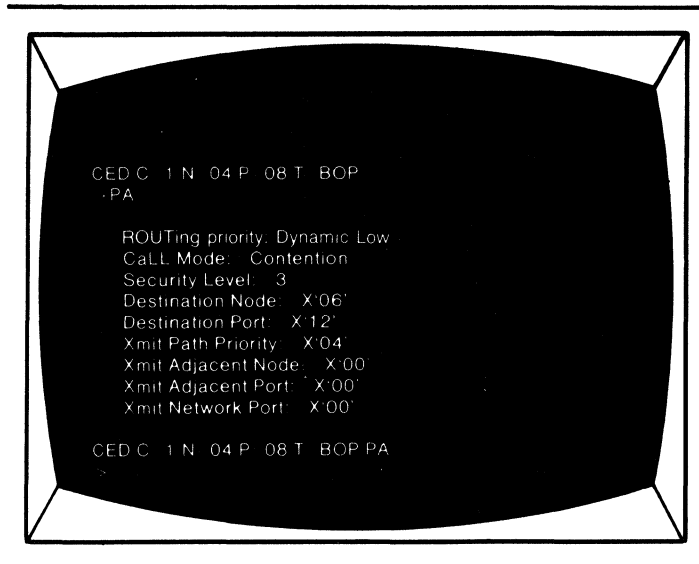 CED C 1 N 04 P 08 T BOP
>PA
ROUTing priority: Dynamic Low
CaLL Mode: Contention
Security Level: 3
Destination Node: X'06'
Destination Port: X'12'
Xmit Path Priority: X'04'
Xmit Adjacent Node: X'00'
Xmit Adjacent Port: X'00'
Xmit Network Port: X'00'
CED C 1 N 04 P 08 T BOP PA
>